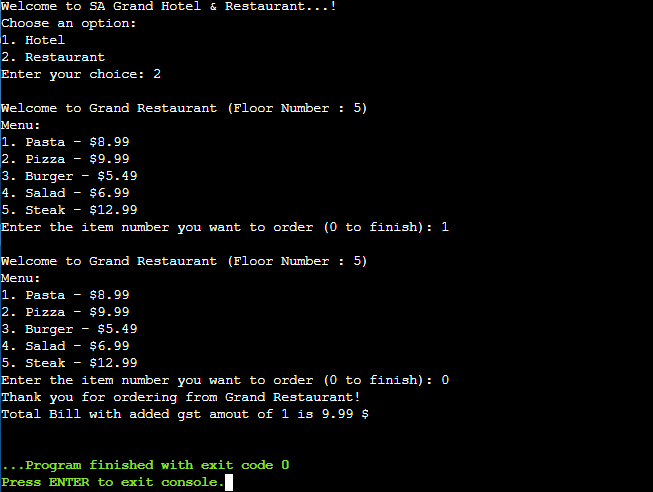 Welcome to SA Grand Hotel & Restaurant...!
Choose an option:
1. Hotel
2. Restaurant
Enter your choice: 2
Welcome to Grand Restaurant (Floor Number : 5)
Menu:
1. Pasta - $8.99
2. Pizza - $9.99
3. Burger - $5.49
4. Salad - $6.99
5. Steak - $12.99
Enter the item number you want to order (0 to finish): 1
Welcome to Grand Restaurant (Floor Number : 5)
Menu:
1. Pasta - $8.99
2. Pizza - $9.99
3. Burger - $5.49
4. Salad - $6.99
5. Steak - $12.99
Enter the item number you want to order (0 to finish): 0
Thank you for ordering from Grand Restaurant!
Total Bill with added gst amout of 1 is 9.99 $
...Program finished with exit code 0
Press ENTER to exit console.